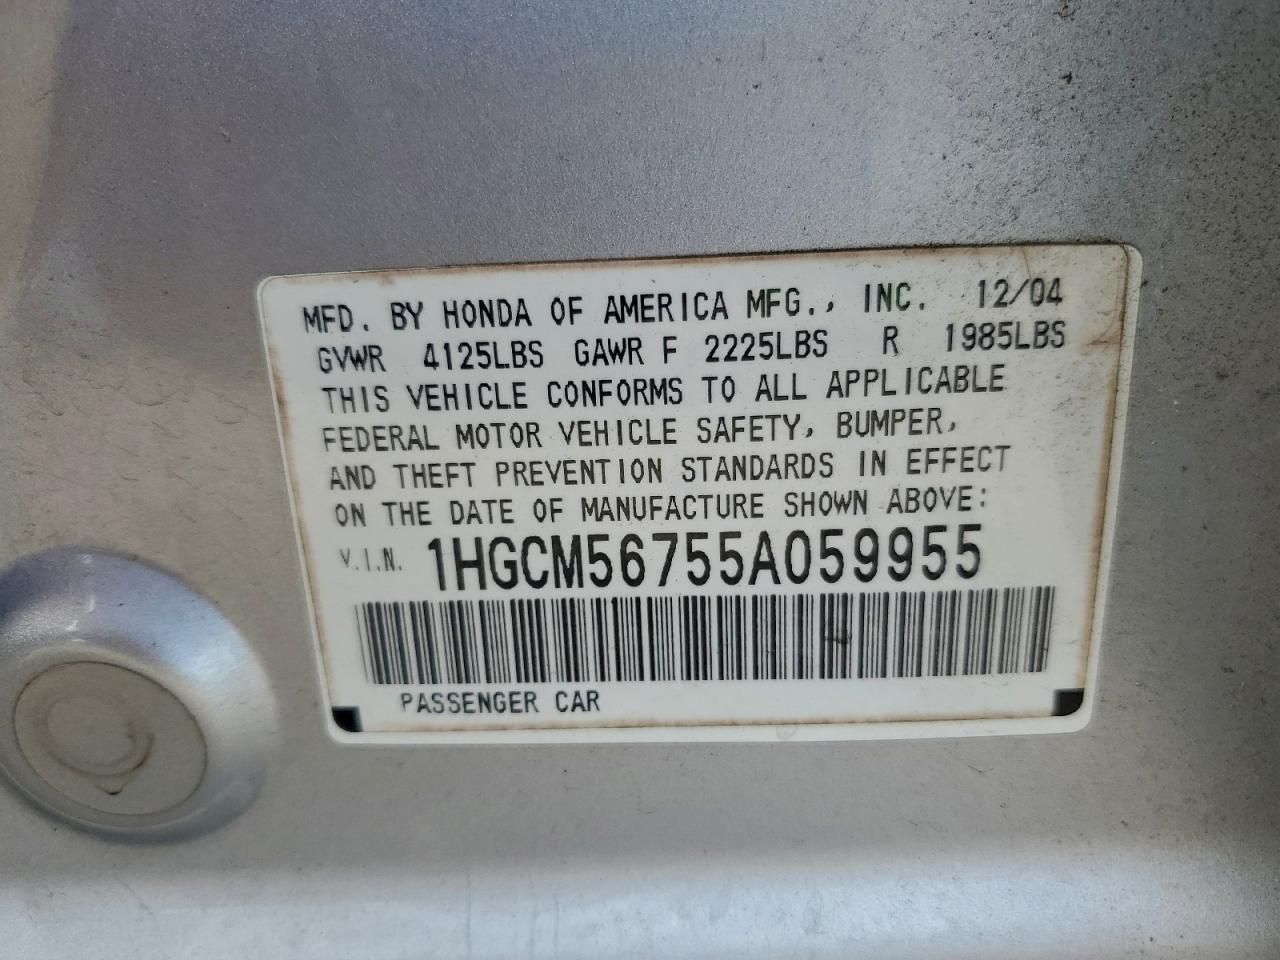 MFD. BY HONDA OF AMERICA MFG., INC. 12/04
GVWR 4125LBS GAWR F 2225LBS R 1985LBS
THIS VEHICLE CONFORMS TO ALL APPLICABLE
FEDERAL MOTOR VEHICLE SAFETY, BUMPER,
AND THEFT PREVENTION STANDARDS IN EFFECT
ON THE DATE OF MANUFACTURE SHOWN ABOVE:
V.I.N. 1HGCM56755A059955
PASSENGER CAR